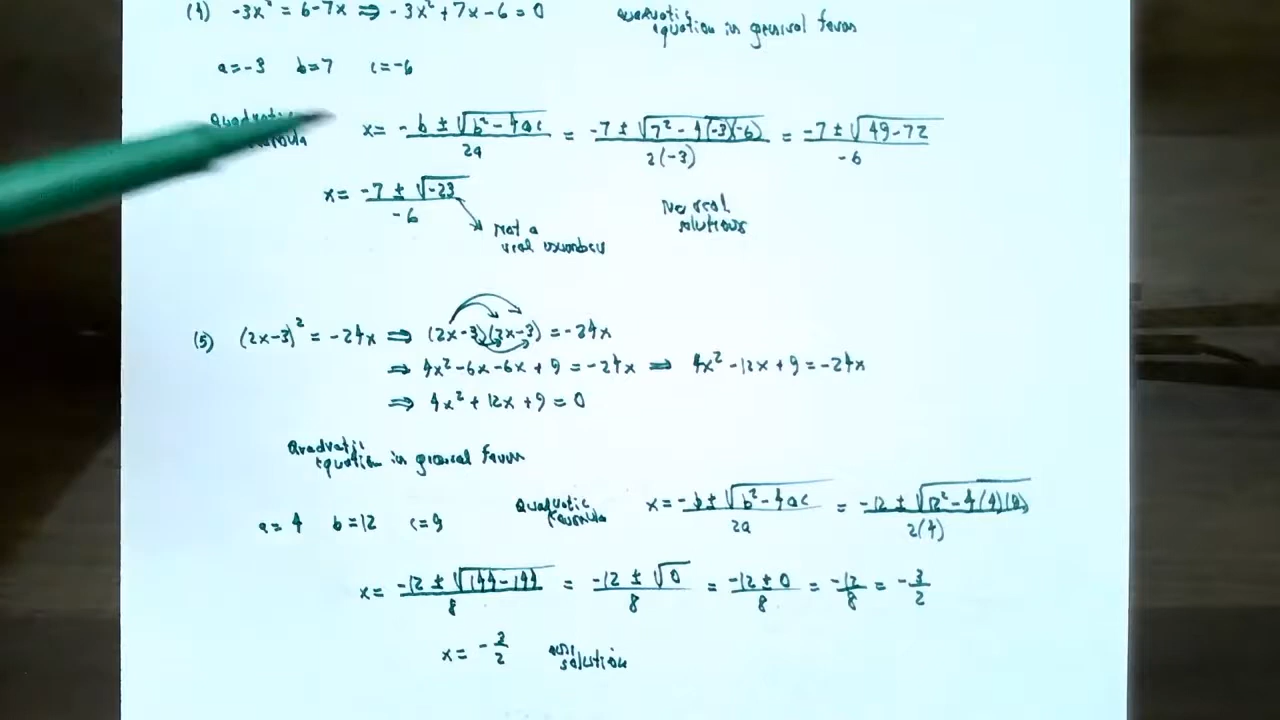 (4) -3x² = 6-7x ⇒ -3x² + 7x - 6 = 0
Quadratic equation in general form
a=-3 b=7 c=-6
Quadratic
x = (-b ± √(b² - 4ac))/2a = (-7 ± √(7² - 4(-3)(-6)))/2(-3) = (-7 ± √(49-72))/-6
x = (-7 ± √-23)/-6
Not a real number
No real solutions
(5) (2x-3)² = -24x ⇒ (2x-3)(2x-3) = -24x
⇒ 4x² - 6x - 6x + 9 = -24x ⇒ 4x² - 12x + 9 = -24x
⇒ 4x² + 12x + 9 = 0
Quadratic equation in general form
a=4 b=12 c=9
Quadratic formula
x = (-b ± √(b² - 4ac))/2a = (-12 ± √(12² - 4(4)(9)))/2(4)
x = (-12 ± √(144-144))/8 = (-12 ± √0)/8 = (-12 ± 0)/8 = -12/8 = -3/2
x = -3/2
solution